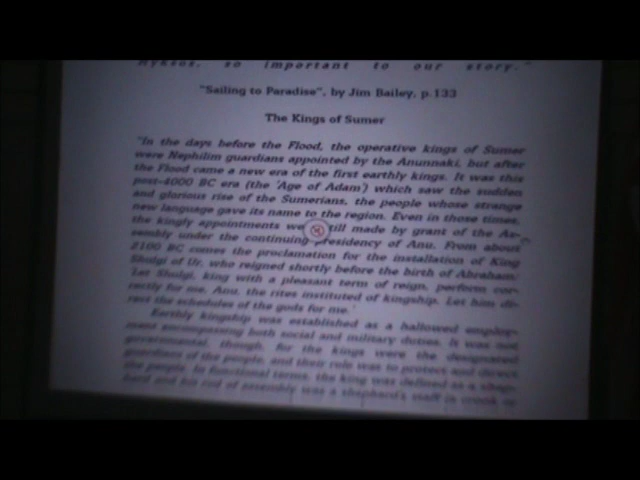 Hyksos, so important to our story."
"Sailing to Paradise", by Jim Bailey, p.133
The Kings of Sumer
"In the days before the Flood, the operative kings of Sumer
were Nephilim guardians appointed by the Anunnaki, but after
the Flood came a new era of the first earthly kings. It was this
post-4000 BC era (the 'Age of Adam') which saw the sudden
and glorious rise of the Sumerians, the people whose strange
new language gave its name to the region. Even in those times,
the kingly appointments we still made by grant of the As-
sembly under the continuing presidency of Anu. From about
2100 BC comes the proclamation for the installation of King
Shulgi of Ur, who reigned shortly before the birth of Abraham:
'Let Shulgi, king with a pleasant term of reign, perform cor-
rectly for me, Anu, the rites instituted of kingship. Let him di-
rect the schedules of the gods for me.'
Earthly kingship was established as a hallowed employ-
ment encompassing both social and military duties. It was not
governmental, though, for the kings were the designated
guardians of the people, and their role was to protect and direct
the people. In functional terms, the king was defined as a shep-
herd and his rod of assembly was a shepherd's staff